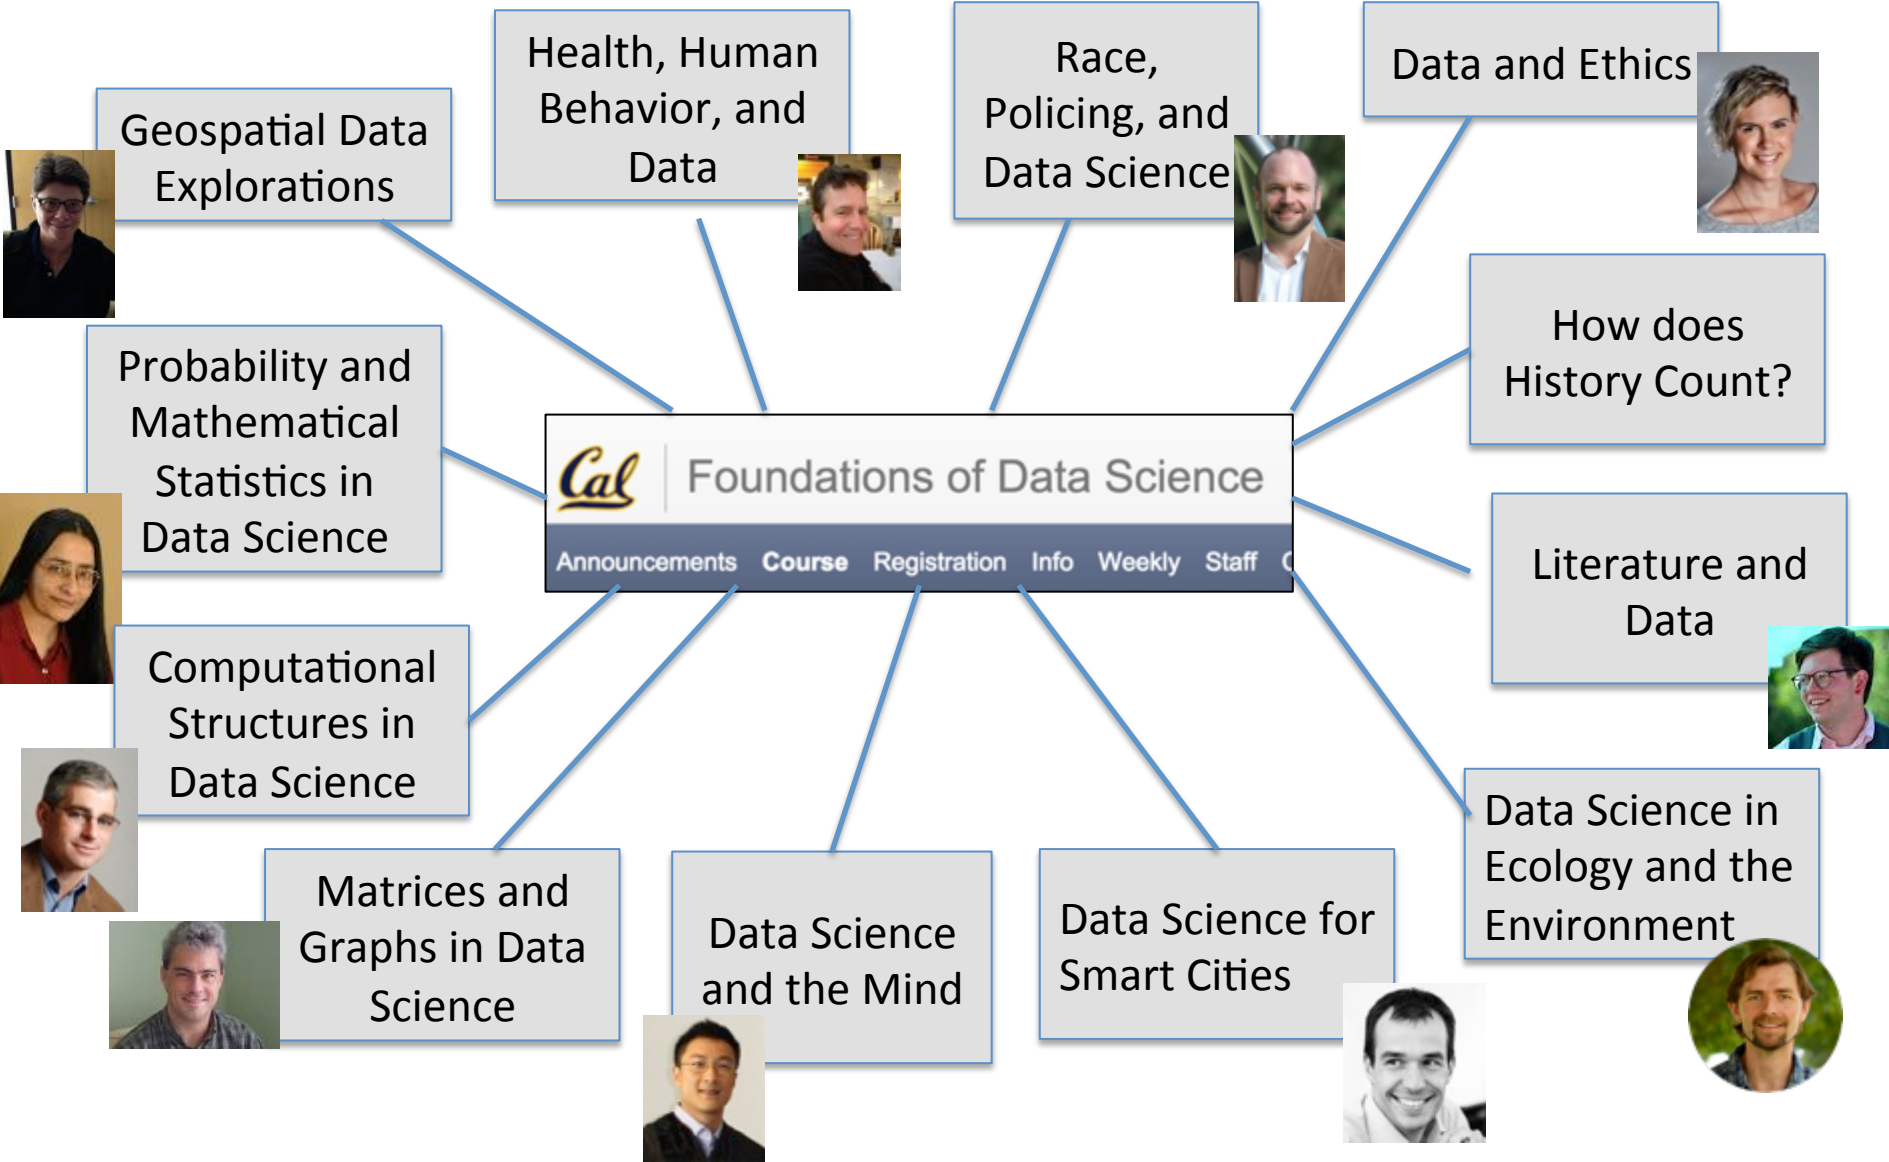 Health, Human
Behavior, and
Data
Race,
Policing, and
Data Science
Data and Ethics
Geospatial Data
Explorations
How does
History Count?
Probability and
Mathematical
Statistics in
Data Science
Cal
Foundations of Data Science
Announcements Course Registration Info Weekly Staff
Literature and
Data
Computational
Structures in
Data Science
Data Science in
Ecology and the
Environment
Matrices and
Graphs in Data
Science
Data Science
and the Mind
Data Science for
Smart Cities